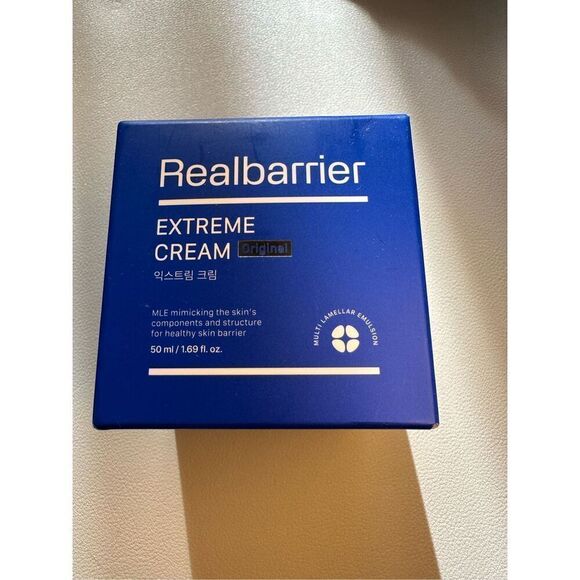 Realbarrier
EXTREME
CREAM Original
익스트림 크림
MLE mimicking the skin's
components and structure
for healthy skin barrier
50 ml / 1.69 fl. oz.
MULTI LAMELLAR EMULSION